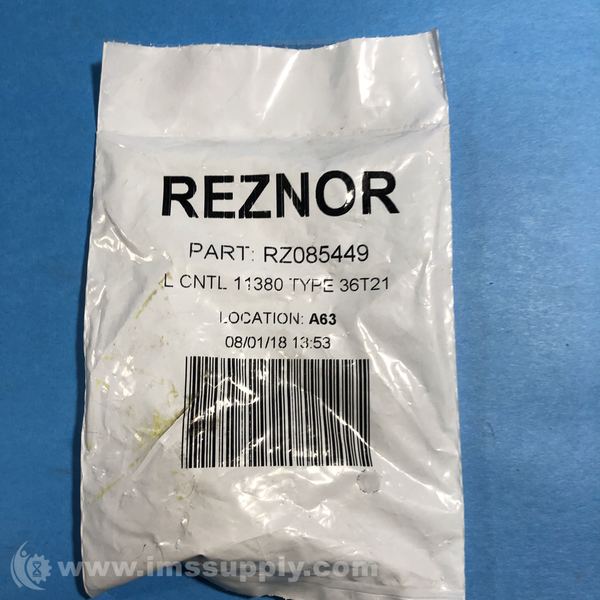 REZNOR
PART: RZ085449
L CNTL 11380 TYPE 36T21
LOCATION: A63
08/01/18 13:53
www.imssupply.com